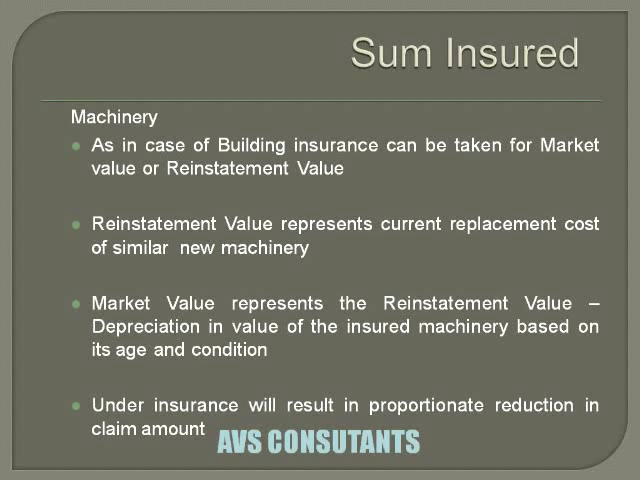 Sum Insured
Machinery
As in case of Building insurance can be taken for Market
value or Reinstatement Value
Reinstatement Value represents current replacement cost
of similar new machinery
Market Value represents the Reinstatement Value –
Depreciation in value of the insured machinery based on
its age and condition
Under insurance will result in proportionate reduction in
claim amount
AVS CONSUTANTS